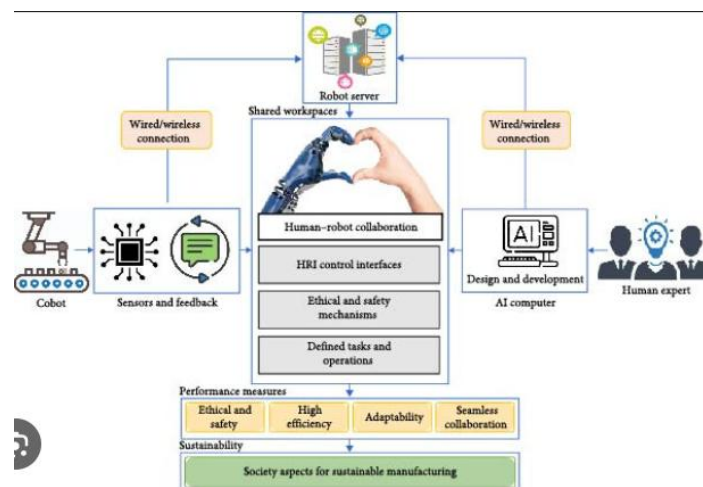 Robot server
Shared workspaces
Wired/wireless
connection
Wired/wireless
connection
Human–robot collaboration
HRI control interfaces
Ethical and safety
mechanisms
Defined tasks and
operations
Cobot
Sensors and feedback
AI
Design and development
AI computer
Human expert
Performance measures
Ethical and
safety
High
efficiency
Adaptability
Seamless
collaboration
Sustainability
Society aspects for sustainable manufacturing